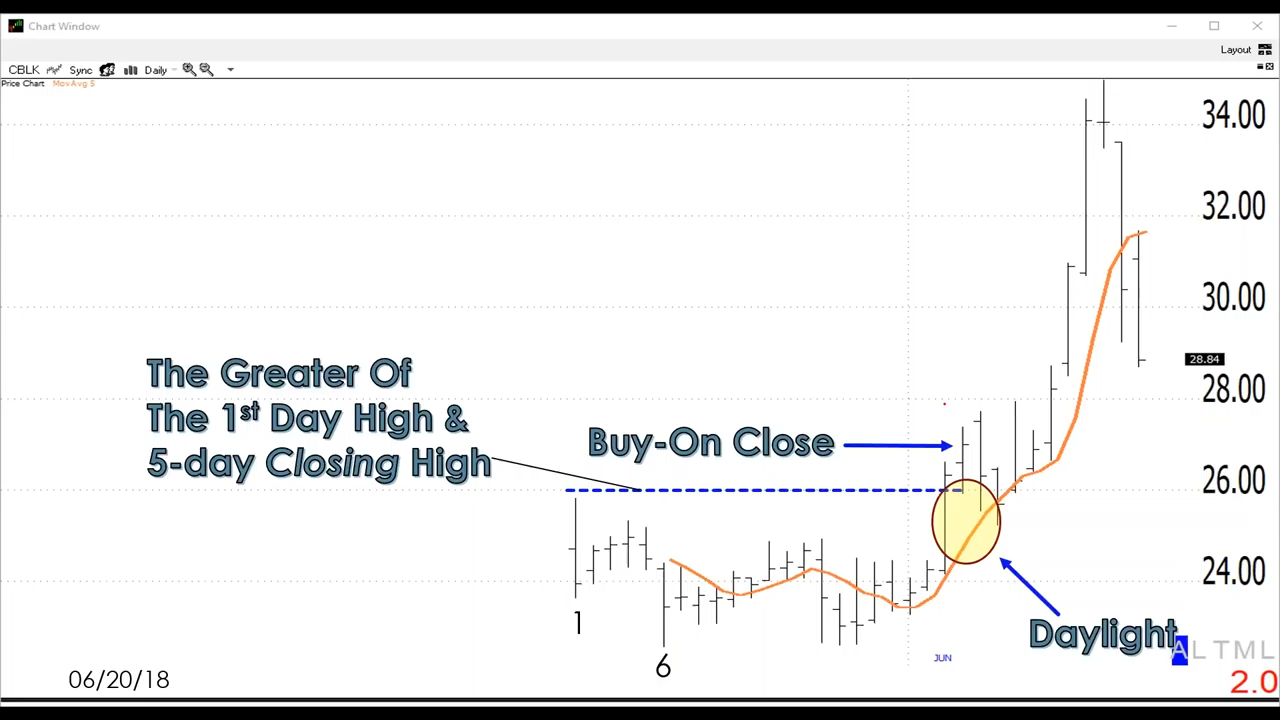 Chart Window
Layout
CBLK Sync Daily
Price Chart MovAvg S
34.00
32.00
30.00
28.84
28.00
26.00
24.00
The Greater Of
The 1st Day High &
5-day Closing High
Buy-On Close
Daylight
1
6
JUN
ALTML
2.0
06/20/18